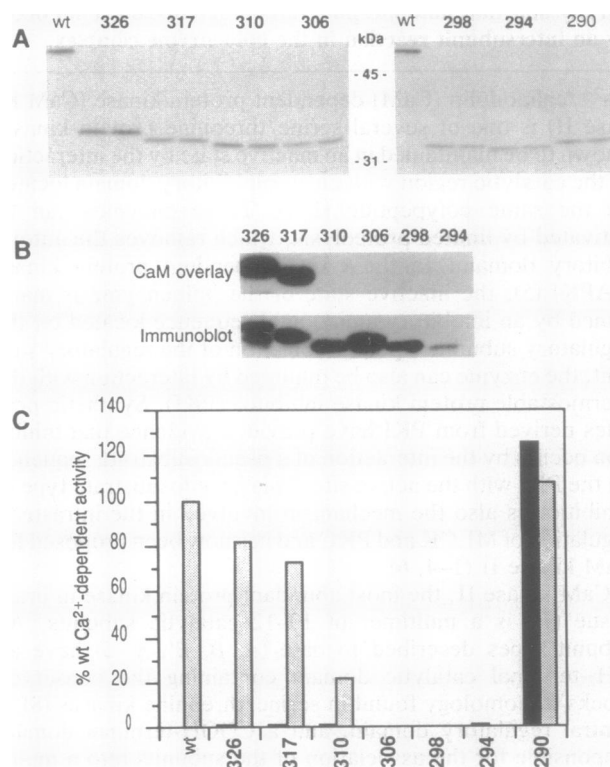 wt 326 317 310 306 wt 298 294 290
A
kDa
- 45 -
- 31 -
326 317 310 306 298 294
B
CaM overlay
Immunoblot
C
% wt Ca²⁺-dependent activity
140
120
100
80
60
40
20
0
wt
326
317
310
306
298
294
290